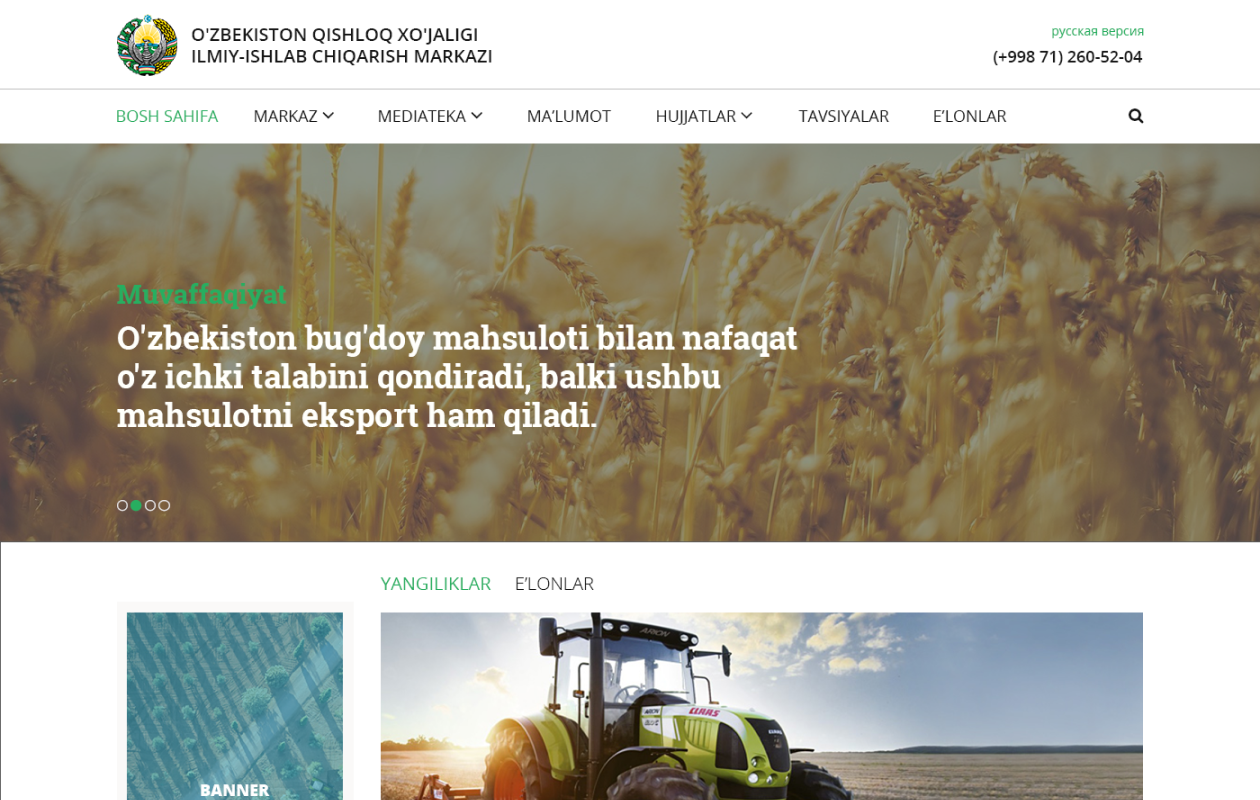 O'ZBEKISTON QISHLOQ XO'JALIGI
ILMIY-ISHLAB CHIQARISH MARKAZI
русская версия
(+998 71) 260-52-04
BOSH SAHIFA MARKAZ MEDIATEKA MA’LUMOT HUJJATLAR TAVSIYALAR E’LONLAR
Muvaffaqiyat
O'zbekiston bug'doy mahsuloti bilan nafaqat
o'z ichki talabini qondiradi, balki ushbu
mahsulotni eksport ham qiladi.
YANGILIKLAR E’LONLAR
ARION
ARION
CLAAS
CLAAS
BANNER